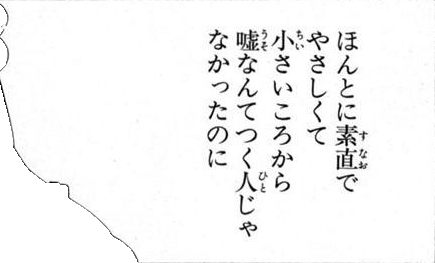 ほんとに素直で
やさしくて
小さいころから
嘘なんてつく人じゃ
なかったのに